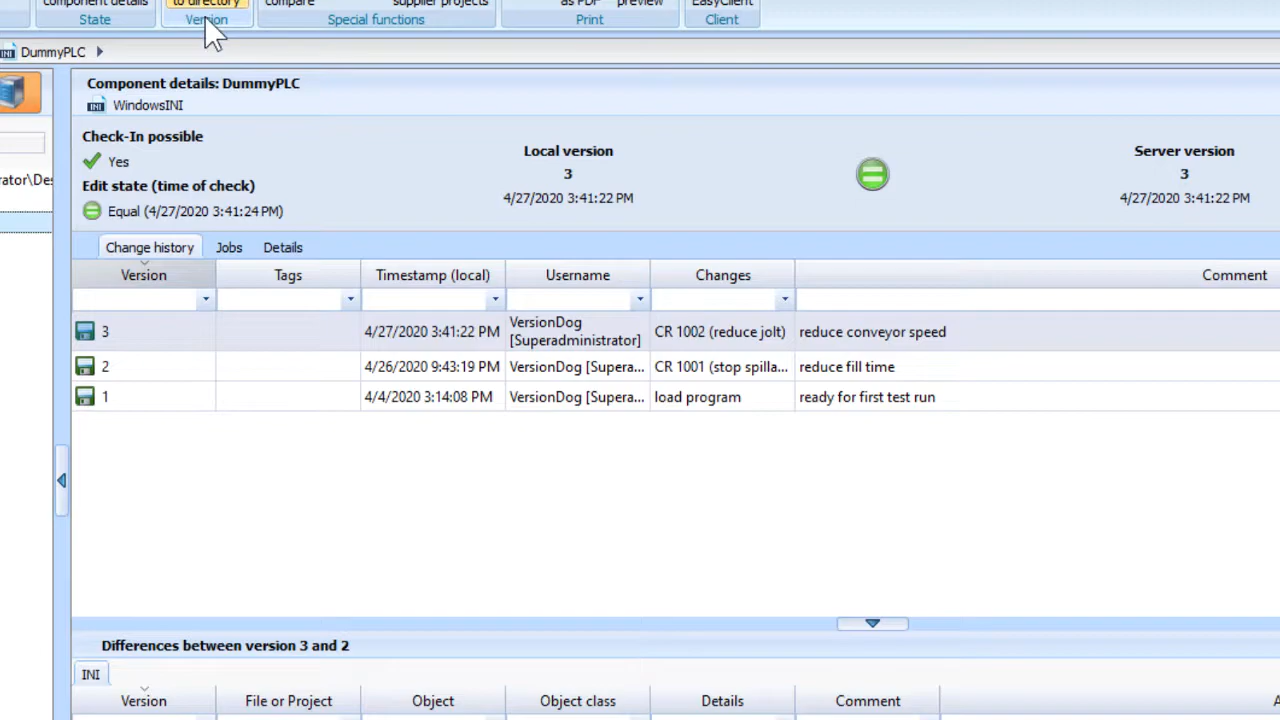 component details to directory compare supplier projects as PDF preview EasyClient
State Version Special functions Print Client
INI DummyPLC
Component details: DummyPLC
INI WindowsINI
Check-In possible
Yes
Edit state (time of check)
Equal (4/27/2020 3:41:24 PM)
Local version
3
4/27/2020 3:41:22 PM
Server version
3
4/27/2020 3:41:22 PM
rator\Des
Change history Jobs Details
Version Tags Timestamp (local) Username Changes Comment
3 4/27/2020 3:41:22 PM VersionDog [Superadministrator] CR 1002 (reduce jolt) reduce conveyor speed
2 4/26/2020 9:43:19 PM VersionDog [Supera... CR 1001 (stop spilla... reduce fill time
1 4/4/2020 3:14:08 PM VersionDog [Supera... load program ready for first test run
Differences between version 3 and 2
INI
Version File or Project Object Object class Details Comment